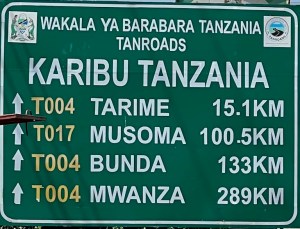 WAKALA YA BARABARA TANZANIA
TANROADS
KARIBU TANZANIA
T004 TARIME 15.1KM
T017 MUSOMA 100.5KM
T004 BUNDA 133KM
T004 MWANZA 289KM